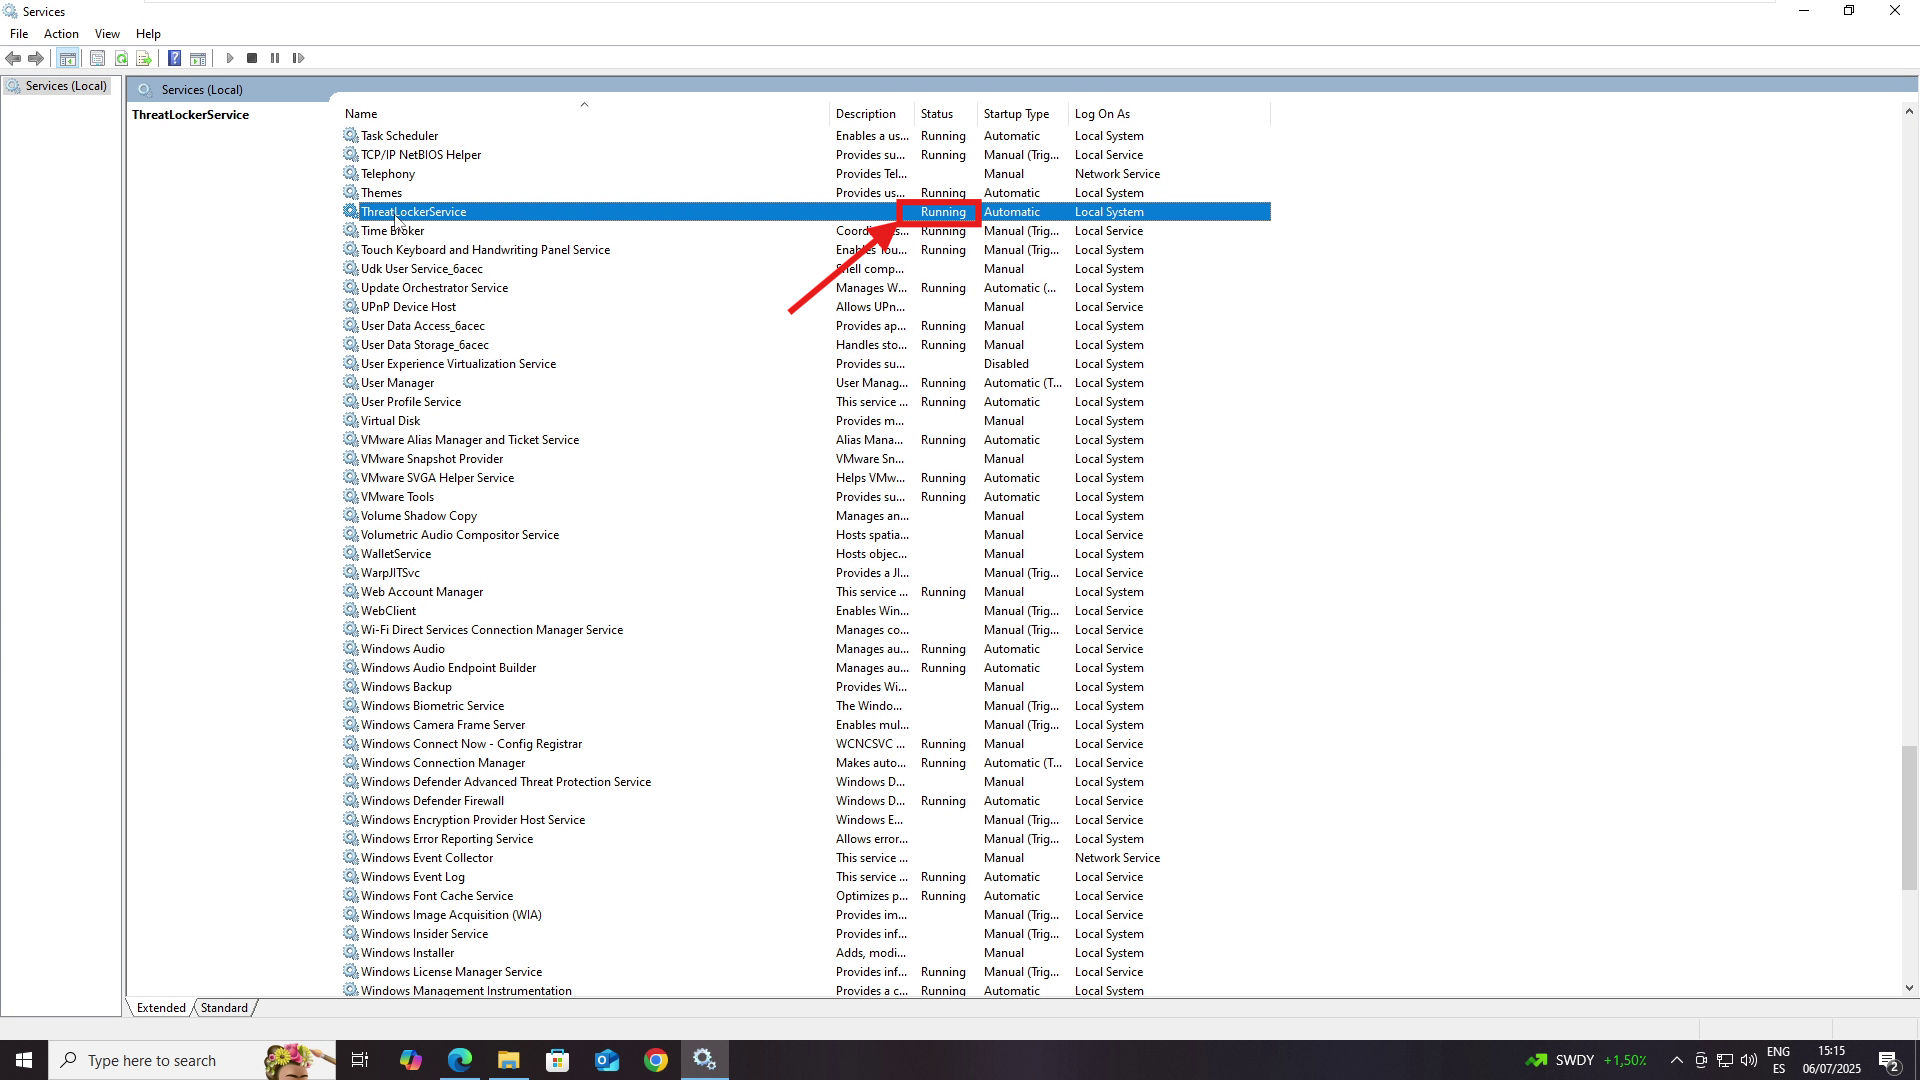 Services
File Action View Help
Services (Local)
Services (Local)
ThreatLockerService
Name Description Status Startup Type Log On As
Task Scheduler Enables a us... Running Automatic Local System
TCP/IP NetBIOS Helper Provides su... Running Manual (Trig... Local Service
Telephony Provides Tel... Manual Network Service
Themes Provides us... Running Automatic Local System
ThreatLockerService Running Automatic Local System
Time Broker Running Manual (Trig... Local Service
Touch Keyboard and Handwriting Panel Service Enables You... Running Manual (Trig... Local System
Udk User Service_6acec Shell comp... Manual Local System
Update Orchestrator Service Manages W... Running Automatic (... Local System
UPnP Device Host Allows UPn... Manual Local Service
User Data Access_6acec Provides ap... Running Manual Local System
User Data Storage_6acec Handles sto... Running Manual Local System
User Experience Virtualization Service Provides su... Disabled Local System
User Manager User Manag... Running Automatic (T... Local System
User Profile Service This service ... Running Automatic Local System
Virtual Disk Provides m... Manual Local System
VMware Alias Manager and Ticket Service Alias Mana... Running Automatic Local System
VMware Snapshot Provider VMware Sn... Manual Local System
VMware SVGA Helper Service Helps VMw... Running Automatic Local System
VMware Tools Provides su... Running Automatic Local System
Volume Shadow Copy Manages an... Manual Local System
Volumetric Audio Compositor Service Hosts spatia... Manual Local Service
WalletService Hosts objec... Manual Local System
WarpJITSvc Provides a JI... Manual (Trig... Local Service
Web Account Manager This service ... Running Manual Local System
WebClient Enables Win... Manual (Trig... Local Service
Wi-Fi Direct Services Connection Manager Service Manages co... Manual (Trig... Local Service
Windows Audio Manages au... Running Automatic Local Service
Windows Audio Endpoint Builder Manages au... Running Automatic Local System
Windows Backup Provides Wi... Manual Local System
Windows Biometric Service The Windo... Manual (Trig... Local System
Windows Camera Frame Server Enables mul... Manual (Trig... Local System
Windows Connect Now - Config Registrar WCNCSVC ... Running Manual Local Service
Windows Connection Manager Makes auto... Running Automatic (T... Local Service
Windows Defender Advanced Threat Protection Service Windows D... Manual Local System
Windows Defender Firewall Windows D... Running Automatic Local Service
Windows Encryption Provider Host Service Windows E... Manual (Trig... Local Service
Windows Error Reporting Service Allows error... Manual (Trig... Local System
Windows Event Collector This service ... Manual Network Service
Windows Event Log This service ... Running Automatic Local Service
Windows Font Cache Service Optimizes p... Running Automatic Local Service
Windows Image Acquisition (WIA) Provides im... Manual (Trig... Local Service
Windows Insider Service Provides inf... Manual (Trig... Local System
Windows Installer Adds, modi... Manual Local System
Windows License Manager Service Provides inf... Running Manual (Trig... Local Service
Windows Management Instrumentation Provides a c... Running Automatic Local System
Extended Standard
Type here to search
SWDY +1,50%
ENG
ES
15:15
06/07/2025
2